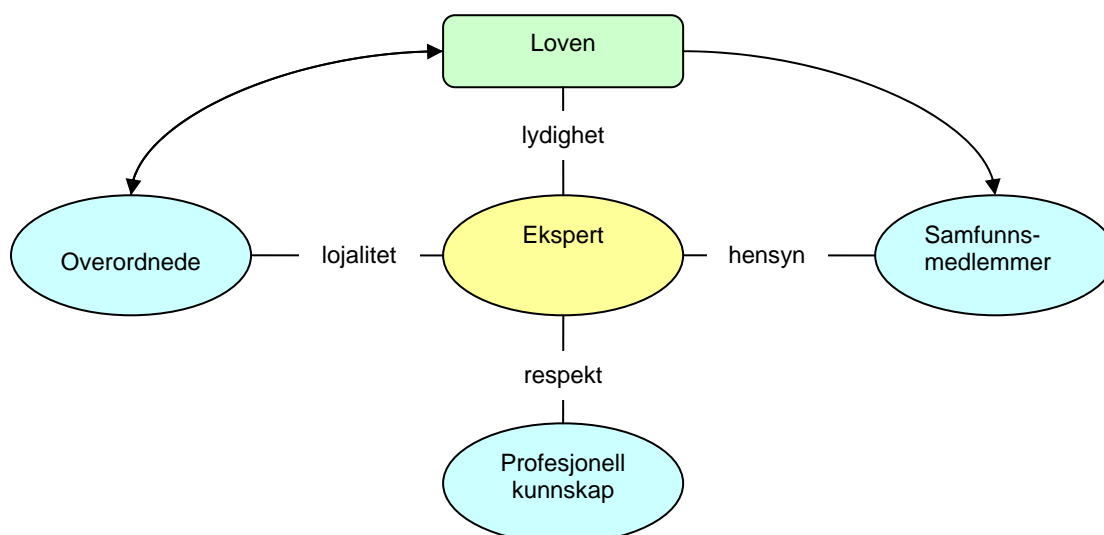 Loven
lydighet
Overordnede
lojalitet
Ekspert
hensyn
Samfunns-
medlemmer
respekt
Profesjonell
kunnskap